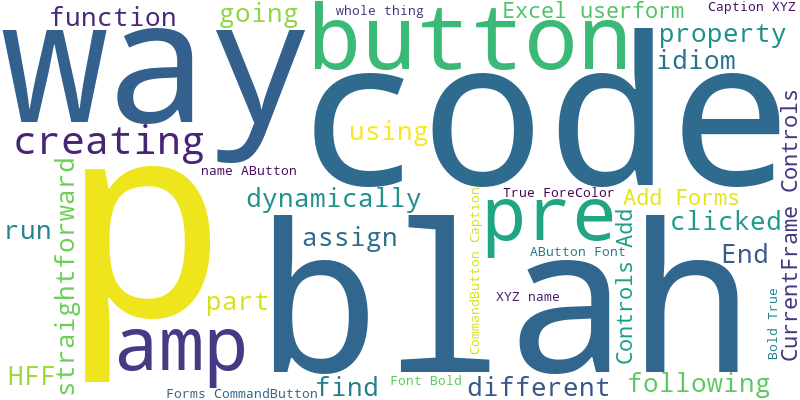 function
going
whole thing
Excel userform
Caption XYZ
way
button
property
idiom
code
creating
using
name AButton
Controls
p
dynamically
True ForeColor
Add Forms
pre
clicked
run
assign
blah
AButton Font
End
straightforward
CommandButton Caption
Controls Add
CurrentFrame
XYZ name
part
amp
Bold True
HFF
Forms CommandButton
find
Font Bold
different
following